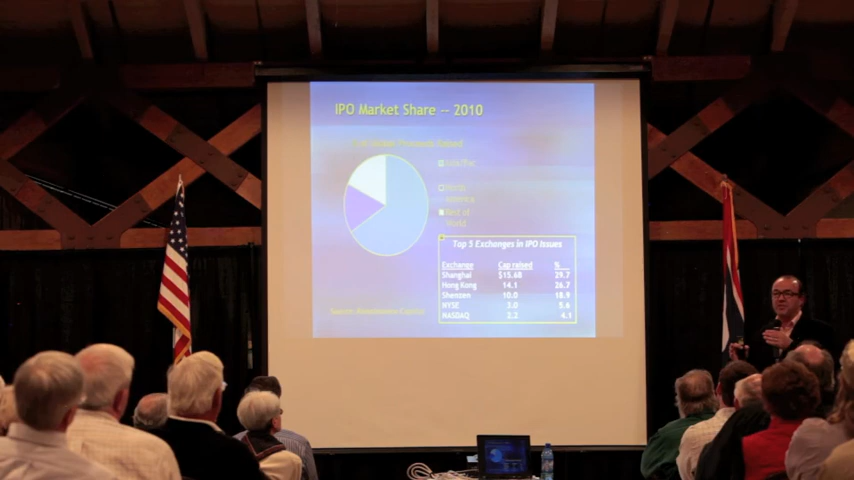 IPO Market Share -- 2010
Asia/Pac
North
America
Rest of
World
Top 5 Exchanges in IPO Issues
Exchange Cap raised %
Shanghai $15.6B 29.7
Hong Kong 14.1 26.7
Shenzen 10.0 18.9
NYSE 3.0 5.6
NASDAQ 2.2 4.1